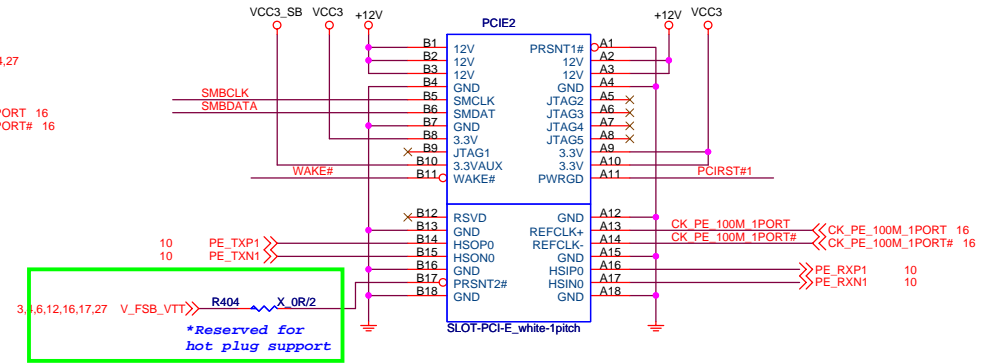 VCC3_SB VCC3 +12V PCIE2 +12V VCC3
B1 12V PRSNT1# A1
B2 12V 12V A2
B3 12V 12V A3
B4 GND GND A4
SMBCLK B5 SMCLK JTAG2 A5
SMBDATA B6 SMDAT JTAG3 A6
B7 GND JTAG4 A7
B8 3.3V JTAG5 A8
B9 JTAG1 3.3V A9
B10 3.3VAUX 3.3V A10
WAKE# B11 WAKE# PWRGD A11 PCIRST#1
B12 RSVD GND A12
B13 GND REFCLK+ A13 CK_PE_100M_1PORT CK_PE_100M_1PORT 16
10 PE_TXP1 B14 HSOP0 REFCLK- A14 CK_PE_100M_1PORT# CK_PE_100M_1PORT# 16
10 PE_TXN1 B15 HSON0 GND A15
B16 GND HSIP0 A16 PE_RXP1 10
B17 PRSNT2# HSIN0 A17 PE_RXN1 10
B18 GND GND A18
3,4,6,12,16,17,27 V_FSB_VTT R404 X_0R/2
SLOT-PCI-E_white-1pitch
*Reserved for
hot plug support
,27
PORT 16
PORT# 16